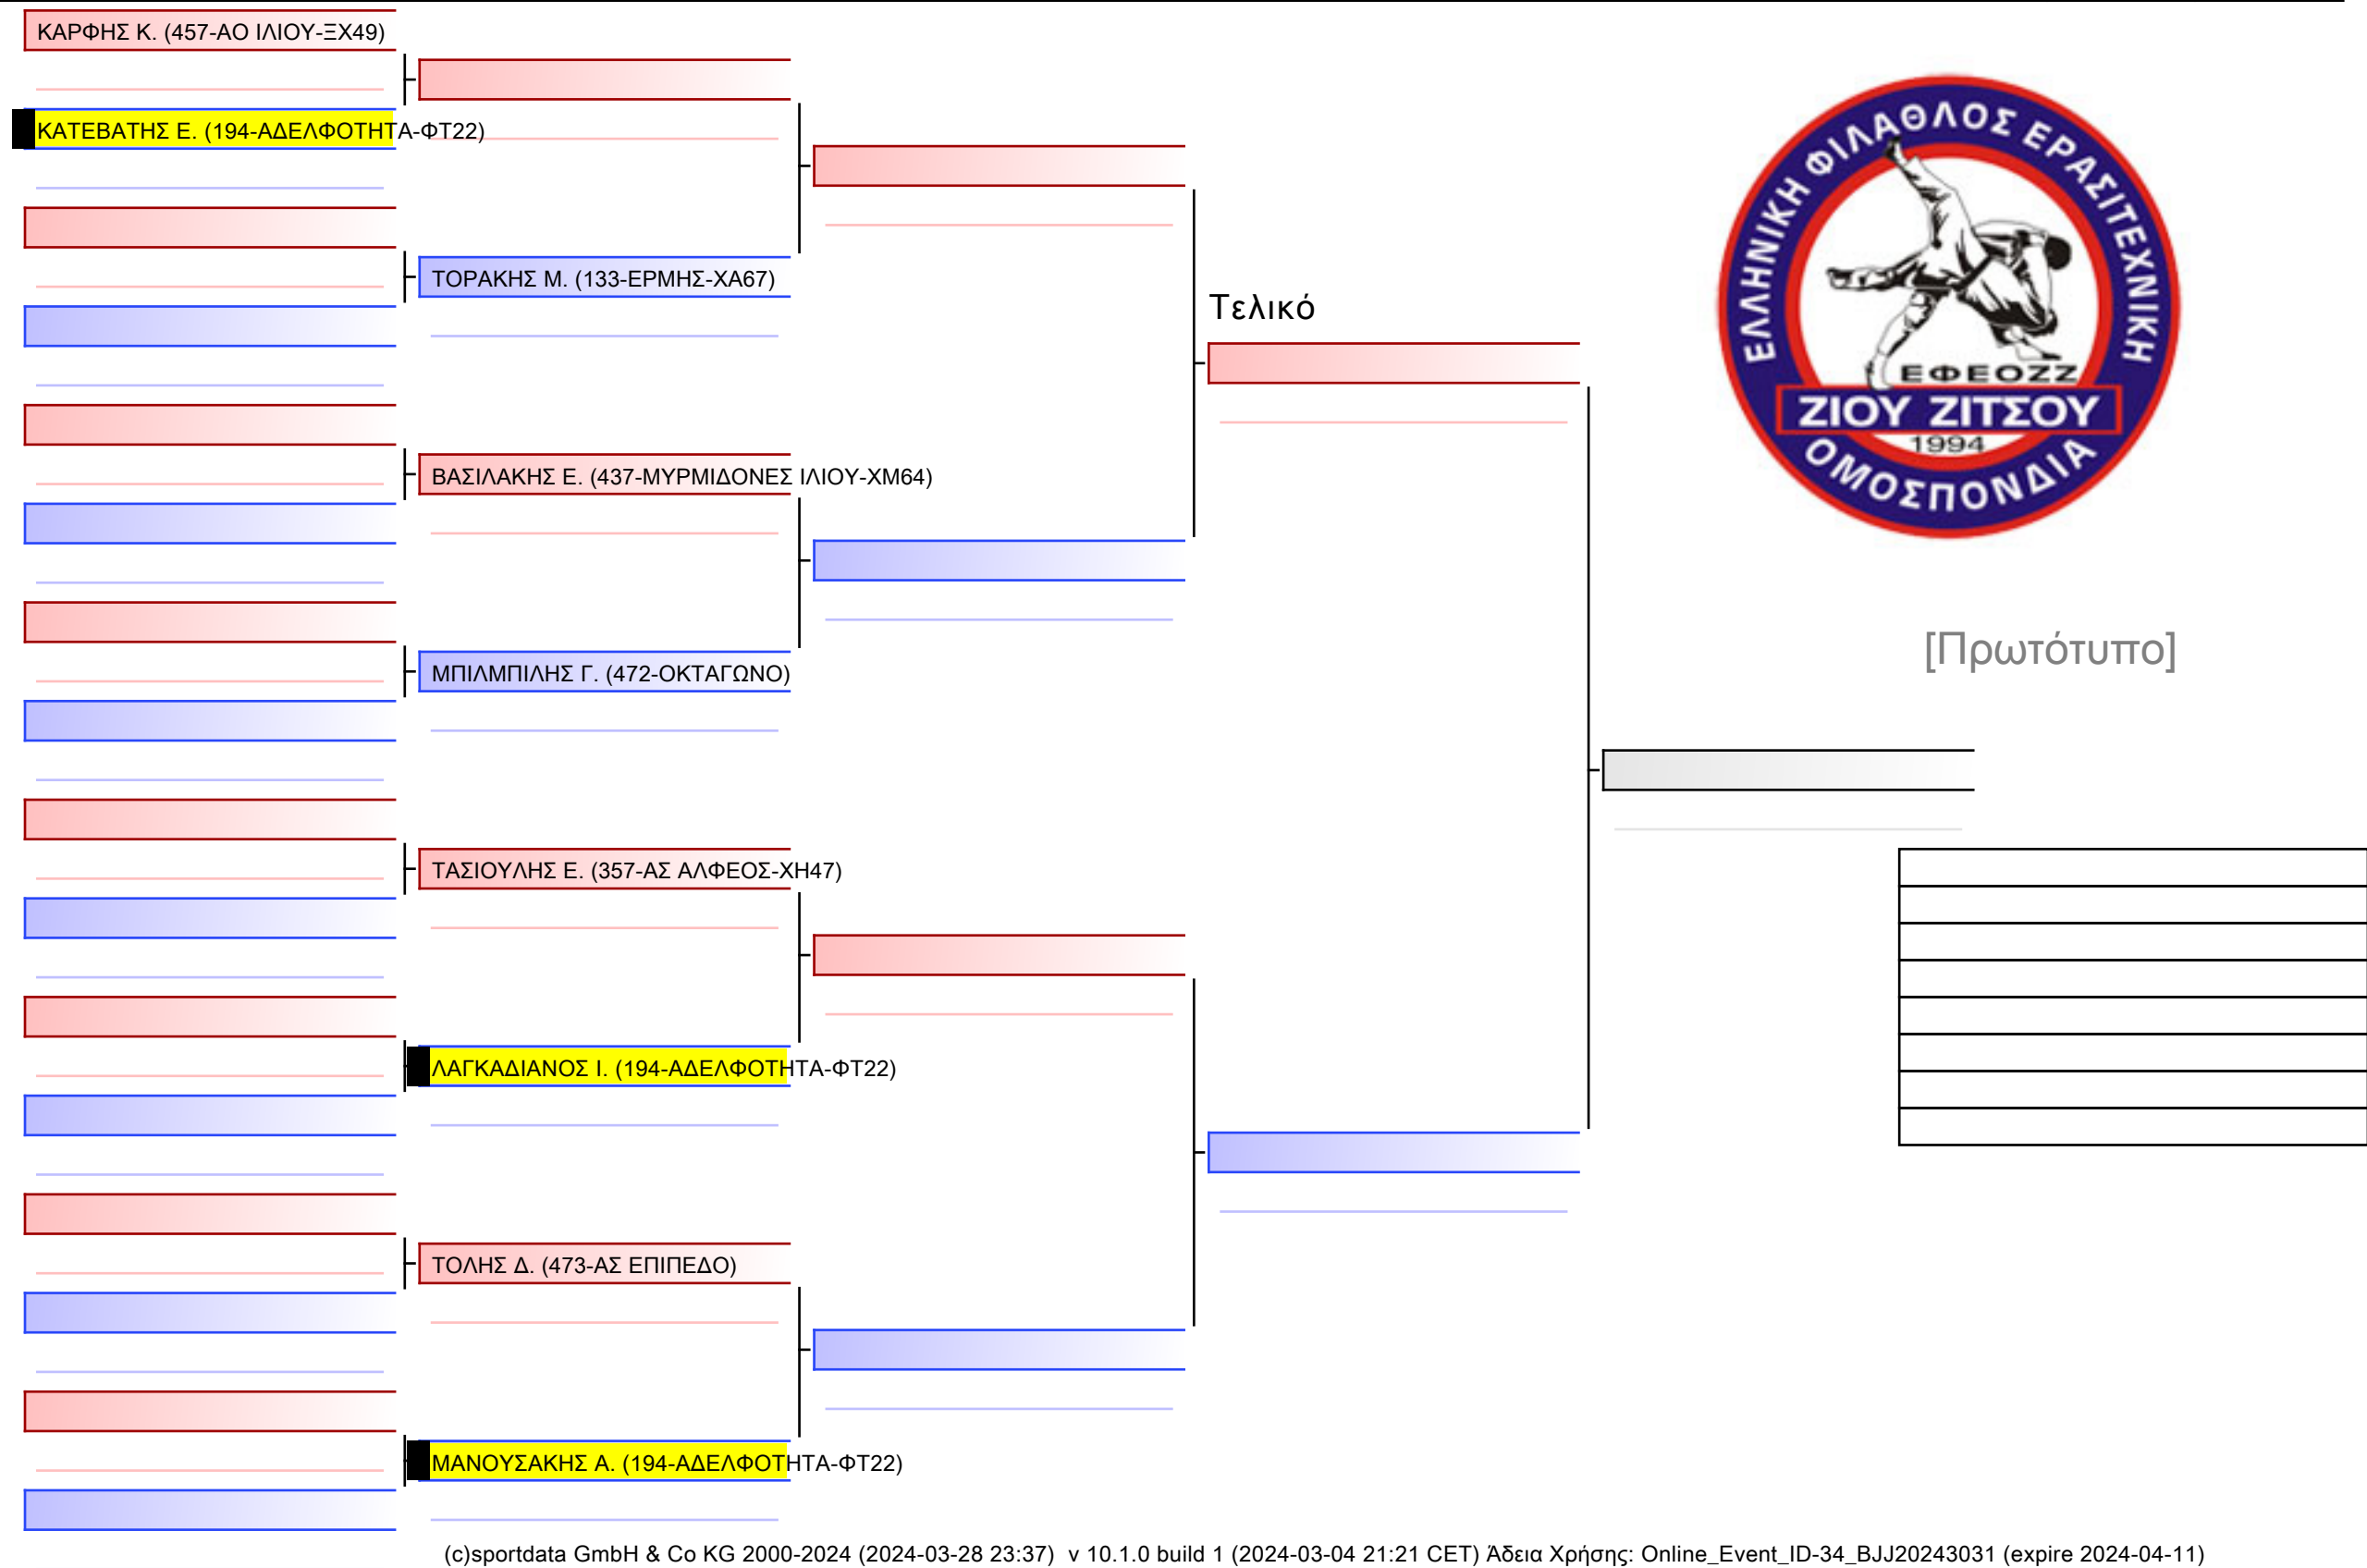 ΚΑΡΦΗΣ Κ. (457-ΑΟ ΙΛΙΟΥ-ΞΧ49)
ΚΑΤΕΒΑΤΗΣ Ε. (194-ΑΔΕΛΦΟΤΗΤΑ-ΦΤ22)
ΤΟΡΑΚΗΣ Μ. (133-ΕΡΜΗΣ-ΧΑ67)
ΒΑΣΙΛΑΚΗΣ Ε. (437-ΜΥΡΜΙΔΟΝΕΣ ΙΛΙΟΥ-ΧΜ64)
ΜΠΙΛΜΠΙΛΗΣ Γ. (472-ΟΚΤΑΓΩΝΟ)
ΤΑΣΙΟΥΛΗΣ Ε. (357-ΑΣ ΑΛΦΕΟΣ-ΧΗ47)
ΛΑΓΚΑΔΙΑΝΟΣ Ι. (194-ΑΔΕΛΦΟΤΗΤΑ-ΦΤ22)
ΤΟΛΗΣ Δ. (473-ΑΣ ΕΠΙΠΕΔΟ)
ΜΑΝΟΥΣΑΚΗΣ Α. (194-ΑΔΕΛΦΟΤΗΤΑ-ΦΤ22)
Τελικό
ΕΛΛΗΝΙΚΗ ΦΙΛΑΘΛΟΣ ΕΡΑΣΙΤΕΧΝΙΚΗ
ΕΦΕΟΖΖ
ΖΙΟΥ ΖΙΤΣΟΥ
1994
ΟΜΟΣΠΟΝΔΙΑ
[Πρωτότυπο]
(c)sportdata GmbH & Co KG 2000-2024 (2024-03-28 23:37) v 10.1.0 build 1 (2024-03-04 21:21 CET) Άδεια Χρήσης: Online_Event_ID-34_BJJ20243031 (expire 2024-04-11)